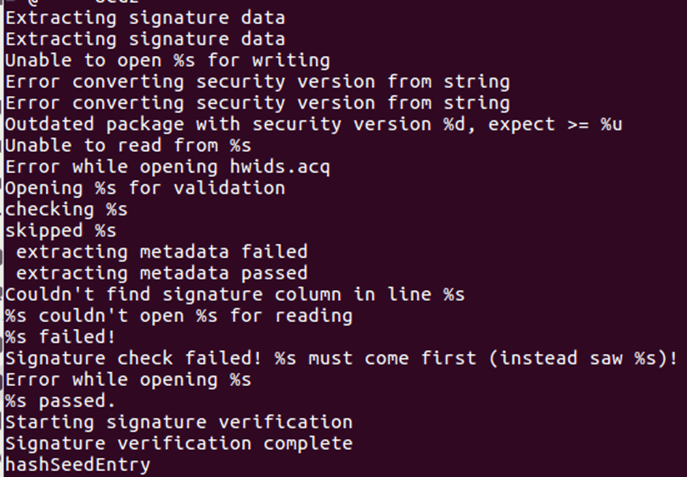 Extracting signature data
Extracting signature data
Unable to open %s for writing
Error converting security version from string
Error converting security version from string
Outdated package with security version %d, expect >= %u
Unable to read from %s
Error while opening hwids.acq
Opening %s for validation
checking %s
skipped %s
 extracting metadata failed
 extracting metadata passed
Couldn't find signature column in line %s
%s couldn't open %s for reading
%s failed!
Signature check failed! %s must come first (instead saw %s)!
Error while opening %s
%s passed.
Starting signature verification
Signature verification complete
hashSeedEntry